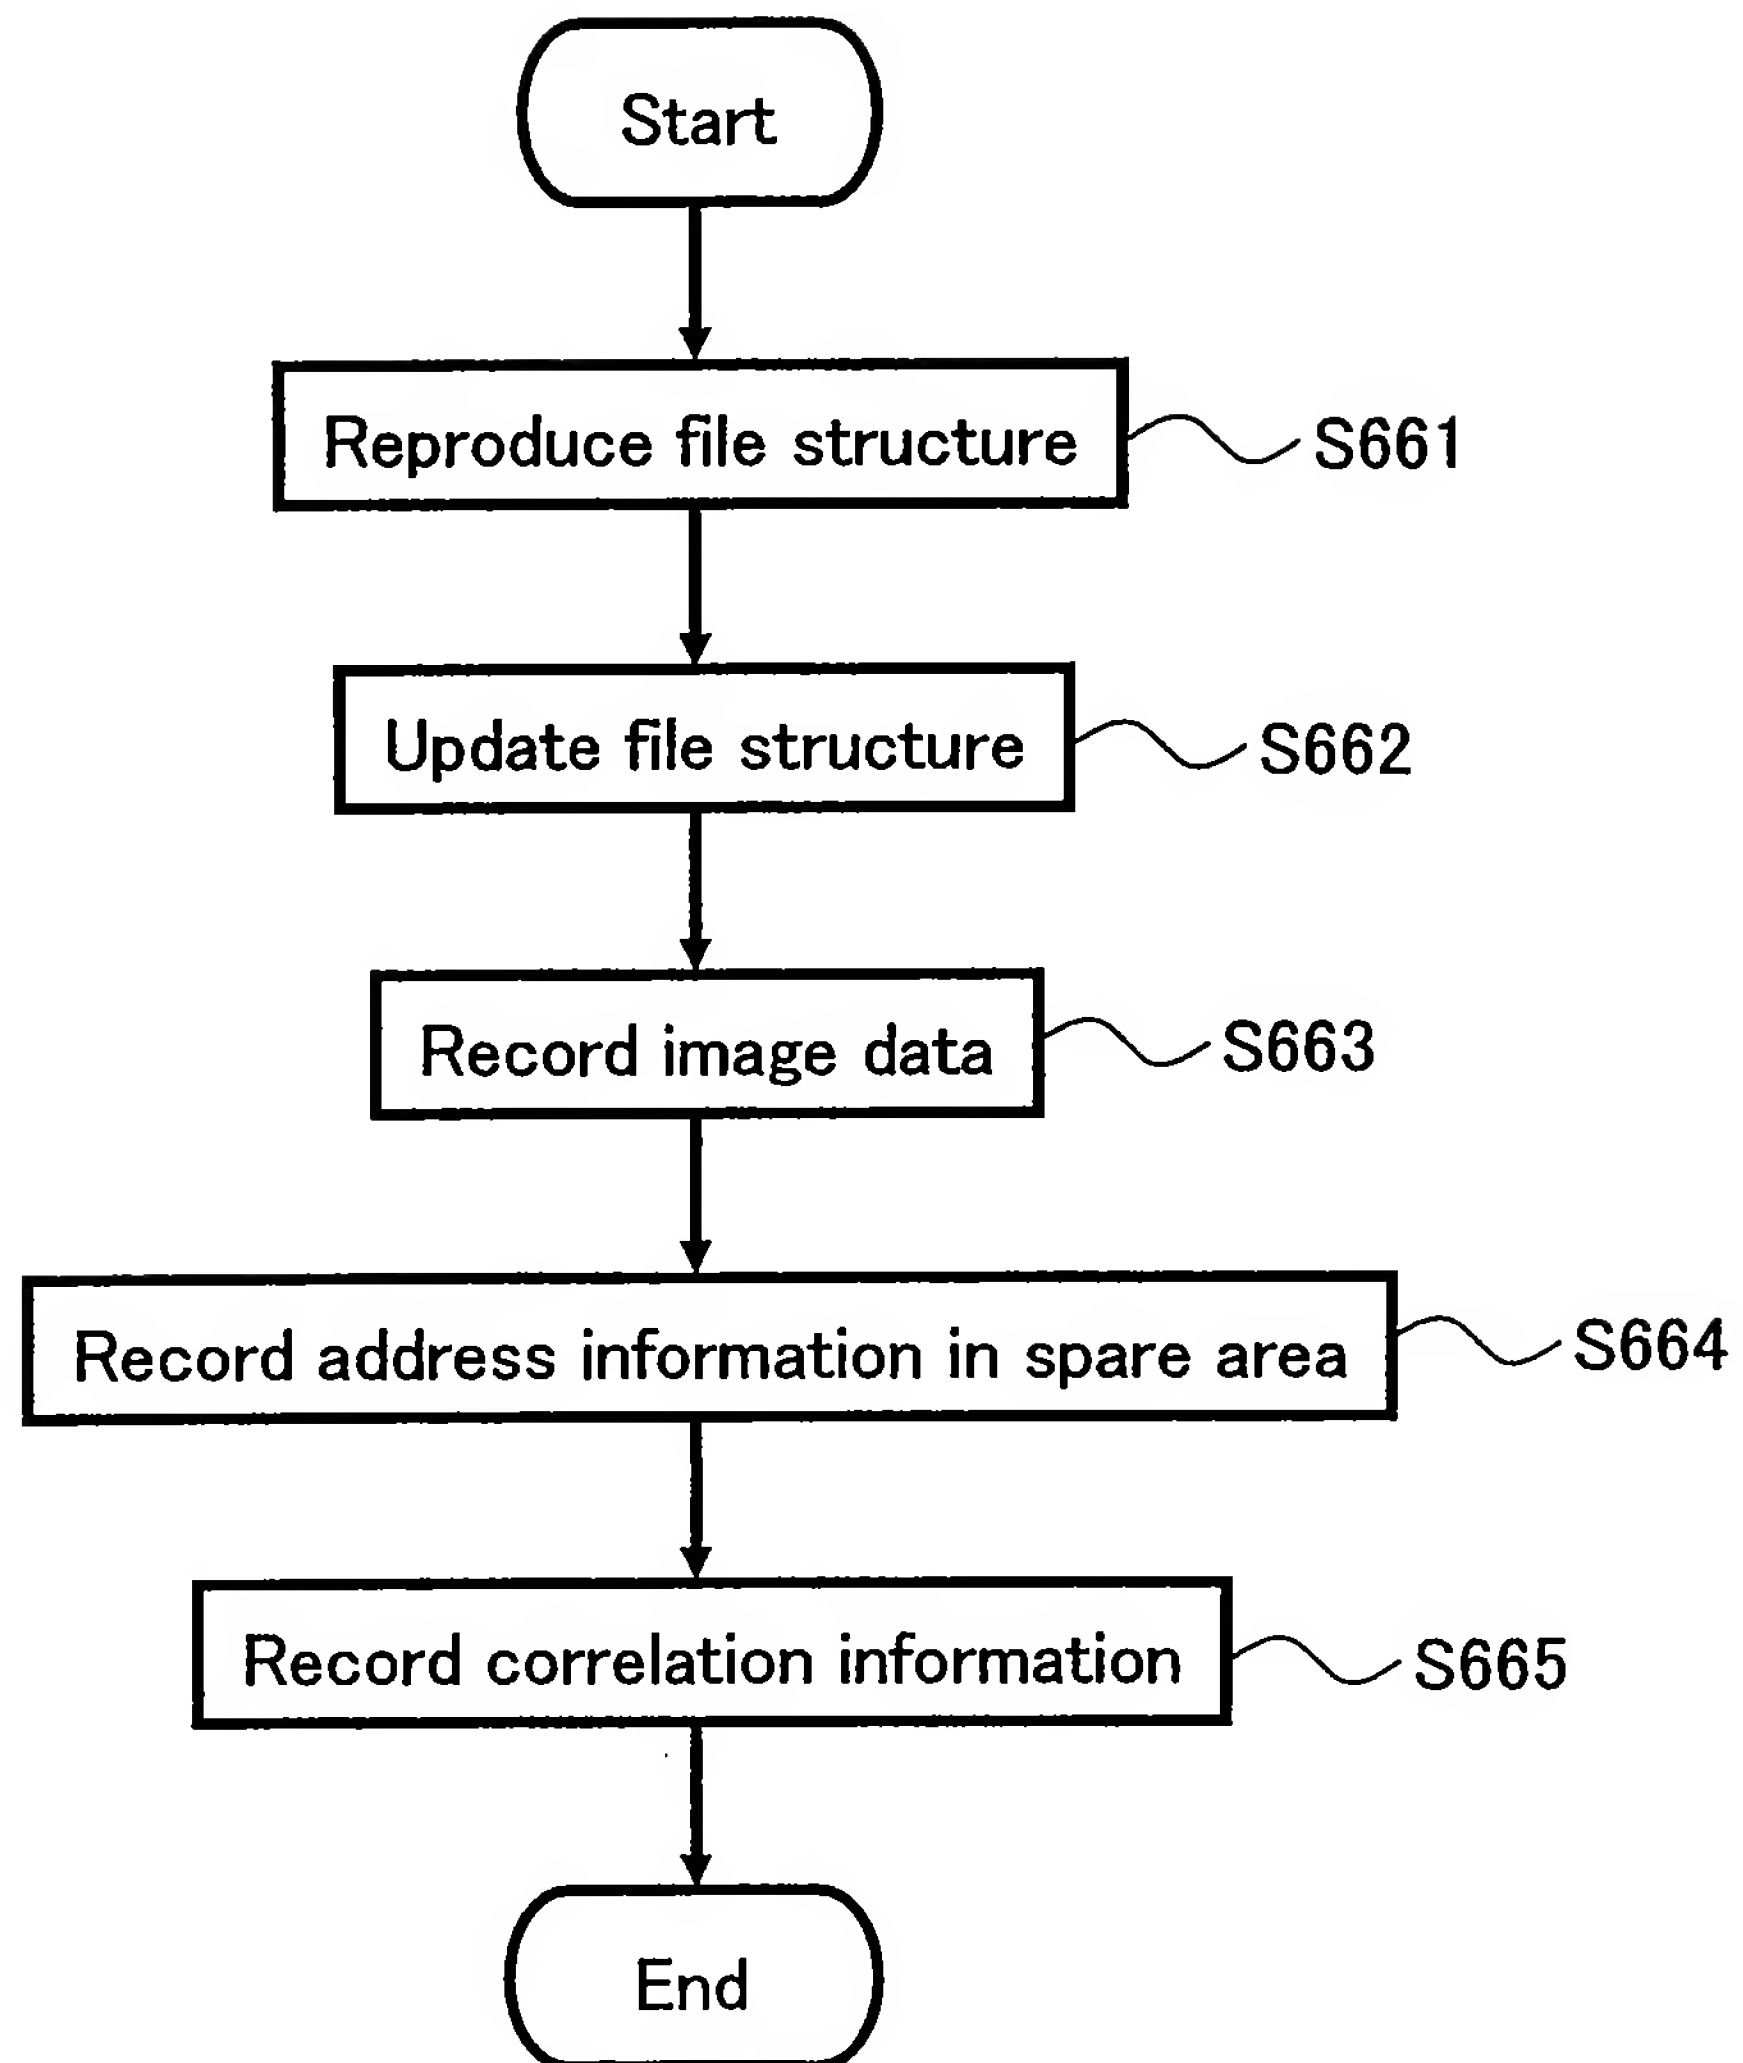 Start
Reproduce file structure S661
Update file structure S662
Record image data S663
Record address information in spare area S664
Record correlation information S665
End